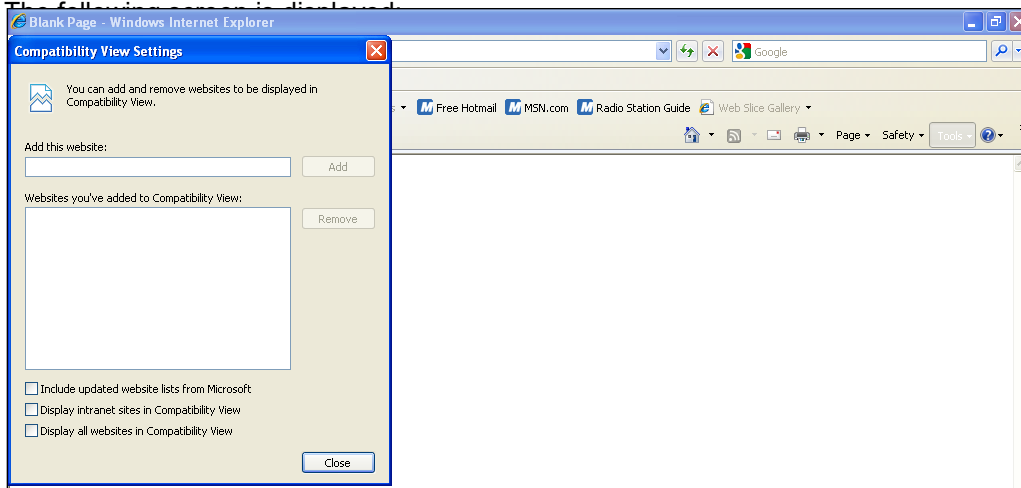 The following screen is displayed:
Blank Page - Windows Internet Explorer
Compatibility View Settings
Google
You can add and remove websites to be displayed in
Compatibility View.
Free Hotmail MSN.com Radio Station Guide Web Slice Gallery
Page Safety Tools
Add this website:
Add
Websites you've added to Compatibility View:
Remove
Include updated website lists from Microsoft
Display intranet sites in Compatibility View
Display all websites in Compatibility View
Close